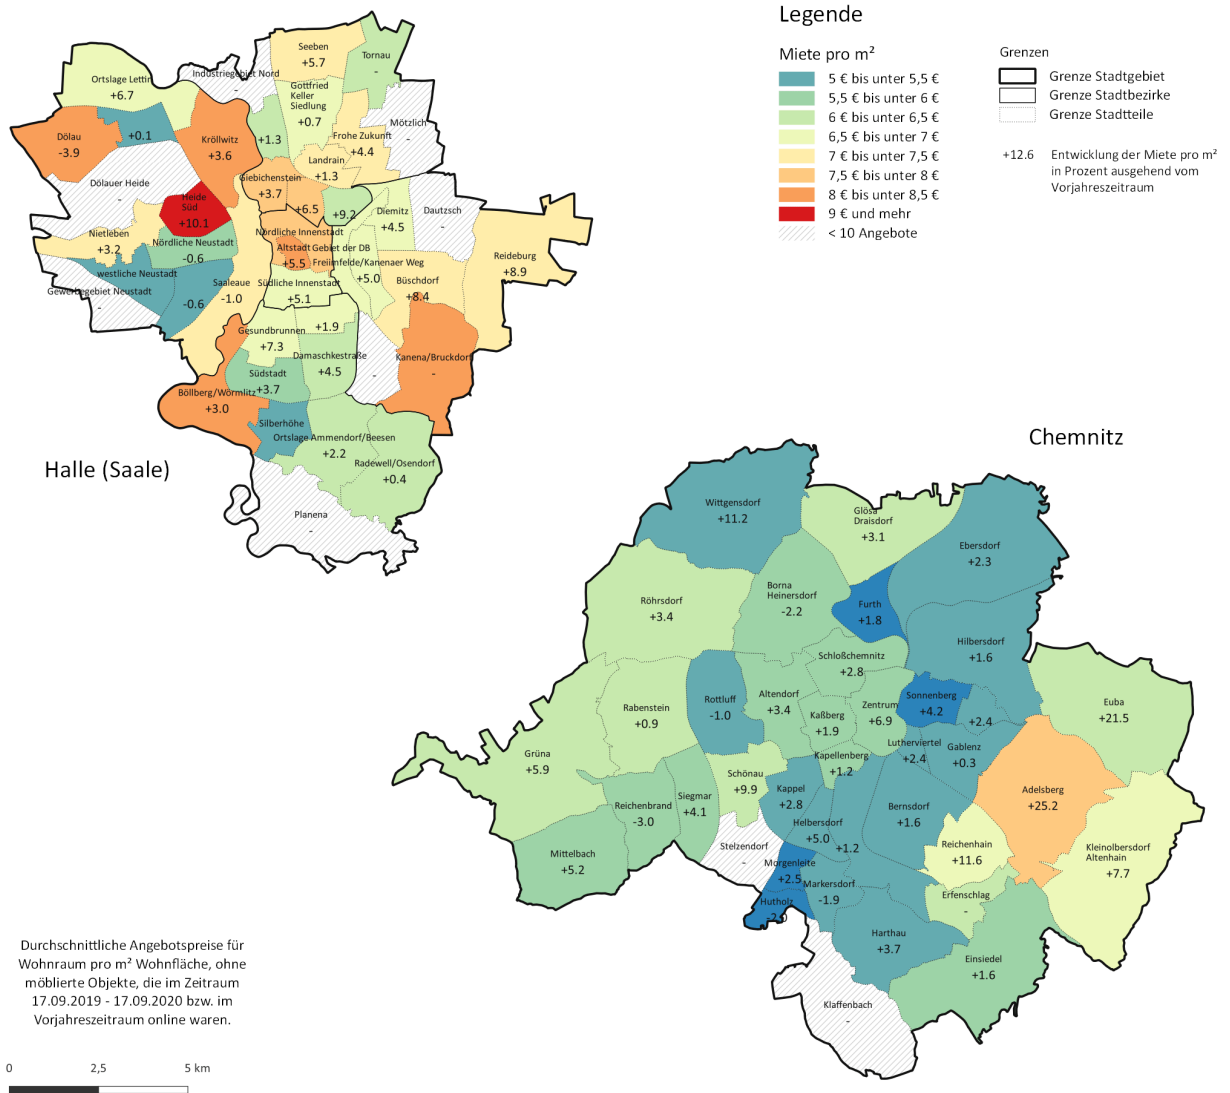 Legende
Miete pro m²
5 € bis unter 5,5 €
5,5 € bis unter 6 €
6 € bis unter 6,5 €
6,5 € bis unter 7 €
7 € bis unter 7,5 €
7,5 € bis unter 8 €
8 € bis unter 8,5 €
9 € und mehr
< 10 Angebote
Grenzen
Grenze Stadtgebiet
Grenze Stadtbezirke
Grenze Stadtteile
+12.6 Entwicklung der Miete pro m²
in Prozent ausgehend vom
Vorjahreszeitraum
Seeben
+5.7
Tornau
-
Industriegebiet Nord
-
Ortslage Lettin
+6.7
Gottfried
Keller
Siedlung
+0.7
Mötzlich
-
Dölau
-3.9
+0.1
Kröllwitz
+3.6
+1.3
Frohe Zukunft
+4.4
Landrain
+1.3
Dölauer Heide
-
Giebichenstein
+3.7
+6.5
+9.2
Heide
Süd
+10.1
Diemitz
+4.5
Dautzsch
-
Nietleben
+3.2
Nördliche Neustadt
-0.6
Nördliche Innenstadt
Altstadt
+5.5
Gebiet der DB
Freiimfelde/Kanenaer Weg
+5.0
Reideburg
+8.9
westliche Neustadt
-0.6
Gewerbegebiet Neustadt
-
Saaleaue
-1.0
Südliche Innenstadt
+5.1
Büschdorf
+8.4
Gesundbrunnen
+7.3
+1.9
Damaschkestraße
+4.5
-
Kanena/Bruckdorf
-
Südstadt
+3.7
Böllberg/Wörmlitz
+3.0
Silberhöhe
Ortslage Ammendorf/Beesen
+2.2
Radewell/Osendorf
+0.4
Planena
-
Halle (Saale)
Chemnitz
Wittgensdorf
+11.2
Glösa
Draisdorf
+3.1
Ebersdorf
+2.3
Borna
Heinersdorf
-2.2
Furth
+1.8
Röhrsdorf
+3.4
Hilbersdorf
+1.6
Schloßchemnitz
+2.8
Rottluff
-1.0
Altendorf
+3.4
Sonnenberg
+4.2
+2.4
Euba
+21.5
Rabenstein
+0.9
Kaßberg
+1.9
Zentrum
+6.9
Lutherviertel
+2.4
Gablenz
+0.3
Grüna
+5.9
Kapellenberg
+1.2
Schönau
+9.9
Kappel
+2.8
Adelsberg
+25.2
Siegmar
+4.1
Reichenbrand
-3.0
Bernsdorf
+1.6
Helbersdorf
+5.0
+1.2
Stelzendorf
-
Reichenhain
+11.6
Kleinolbersdorf
Altenhain
+7.7
Mittelbach
+5.2
Morgenleite
+2.5
Markersdorf
-1.9
Hutholz
Erfenschlag
-
Harthau
+3.7
Einsiedel
+1.6
Klaffenbach
-
Durchschnittliche Angebotspreise für
Wohnraum pro m² Wohnfläche, ohne
möblierte Objekte, die im Zeitraum
17.09.2019 - 17.09.2020 bzw. im
Vorjahreszeitraum online waren.
0 2,5 5 km